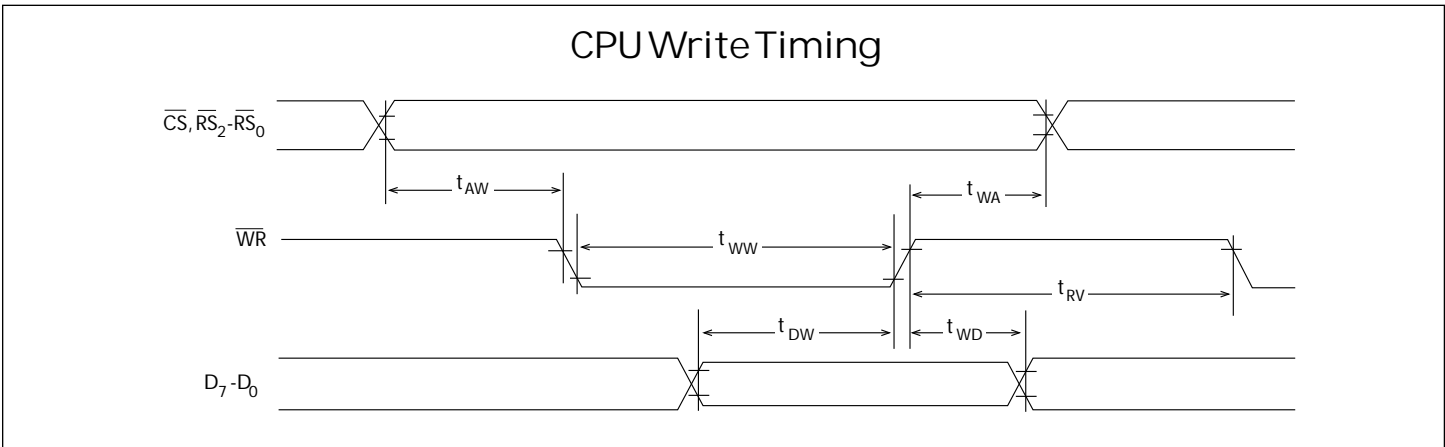 CPU Write Timing
CS, RS2-RS0
tAW
tWA
WR
tWW
tRV
tDW
tWD
D7-D0